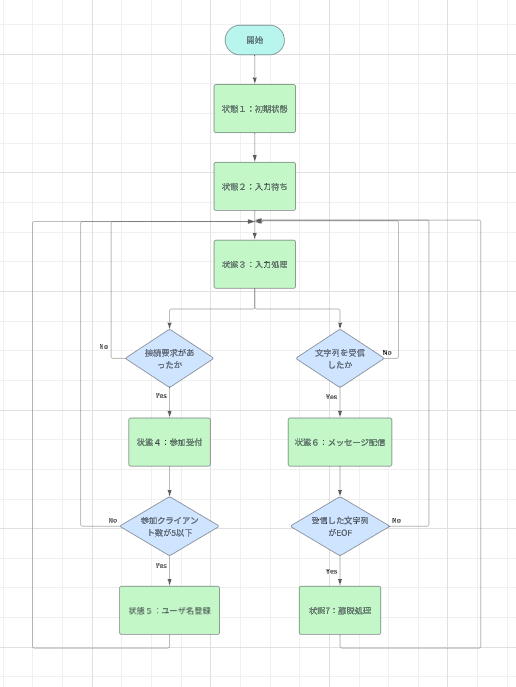 開始
状態１：初期状態
状態２：入力待ち
状態３：入力処理
接続要求があ
ったか
No
Yes
文字列を受信
したか
No
Yes
状態４：参加受付
状態６：メッセージ配信
参加クライアン
ト数が5以下
No
Yes
受信した文字列
がEOF
No
Yes
状態５：ユーザ名登録
状態7：離脱処理